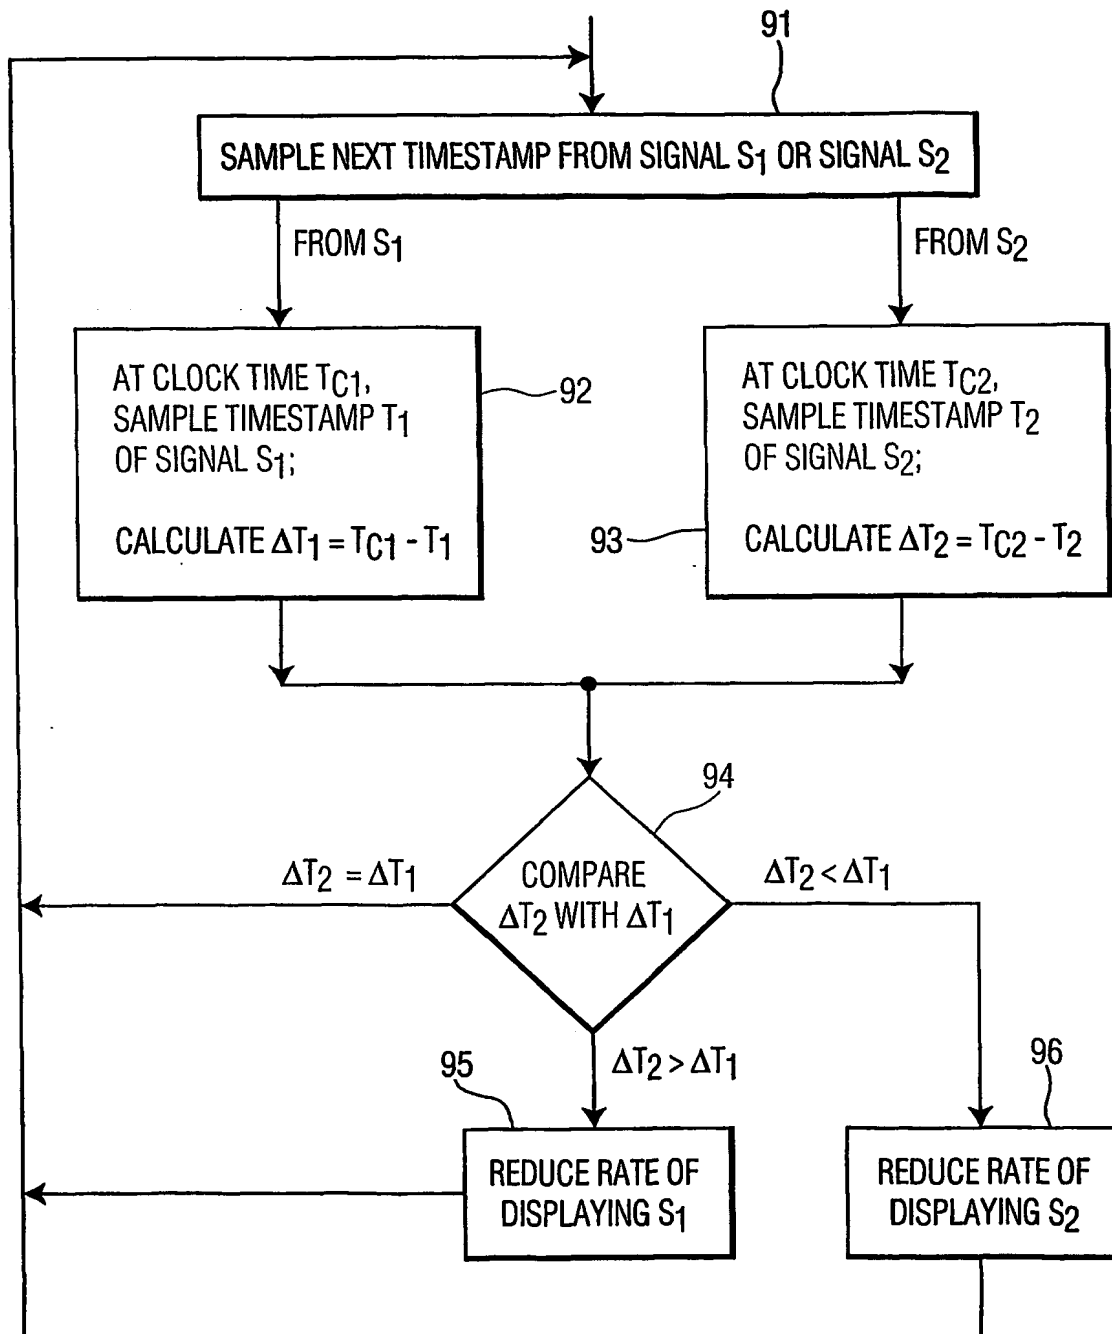 91
SAMPLE NEXT TIMESTAMP FROM SIGNAL S1 OR SIGNAL S2
FROM S1
FROM S2
AT CLOCK TIME TC1,
SAMPLE TIMESTAMP T1
OF SIGNAL S1;
CALCULATE ΔT1 = TC1 - T1
92
AT CLOCK TIME TC2,
SAMPLE TIMESTAMP T2
OF SIGNAL S2;
CALCULATE ΔT2 = TC2 - T2
93
94
COMPARE
ΔT2 WITH ΔT1
ΔT2 = ΔT1
ΔT2 < ΔT1
ΔT2 > ΔT1
95
REDUCE RATE OF
DISPLAYING S1
96
REDUCE RATE OF
DISPLAYING S2